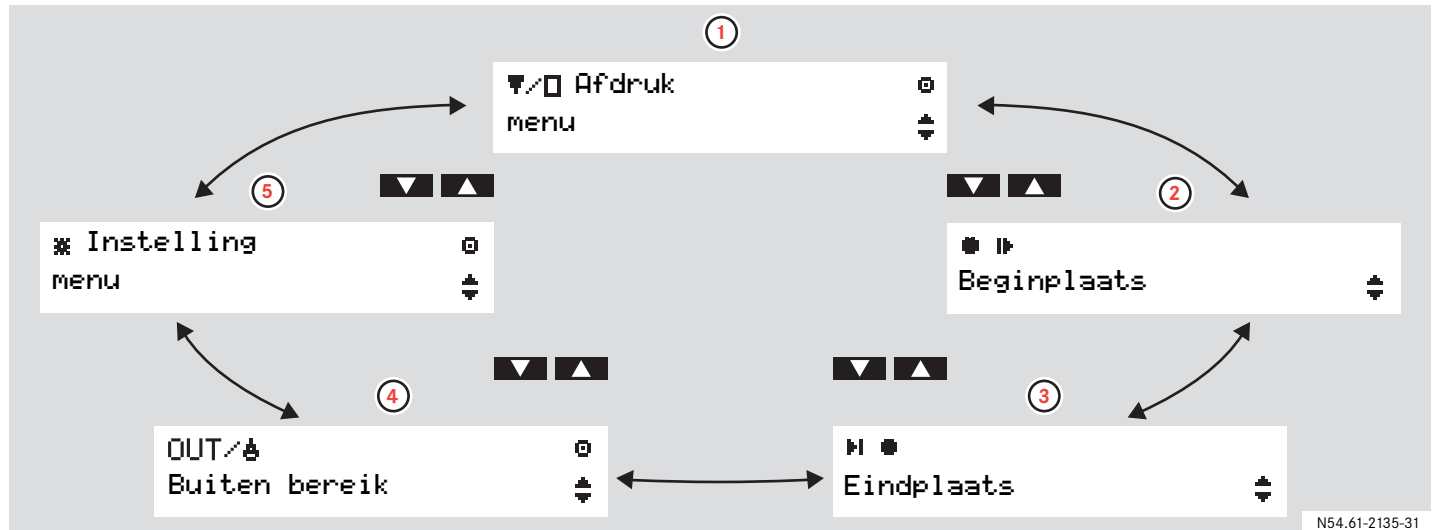 1
▼/▯ Afdruk
menu
5
2
Instelling
menu
Beginplaats
4
3
OUT/
Buiten bereik
Eindplaats
N54.61-2135-31